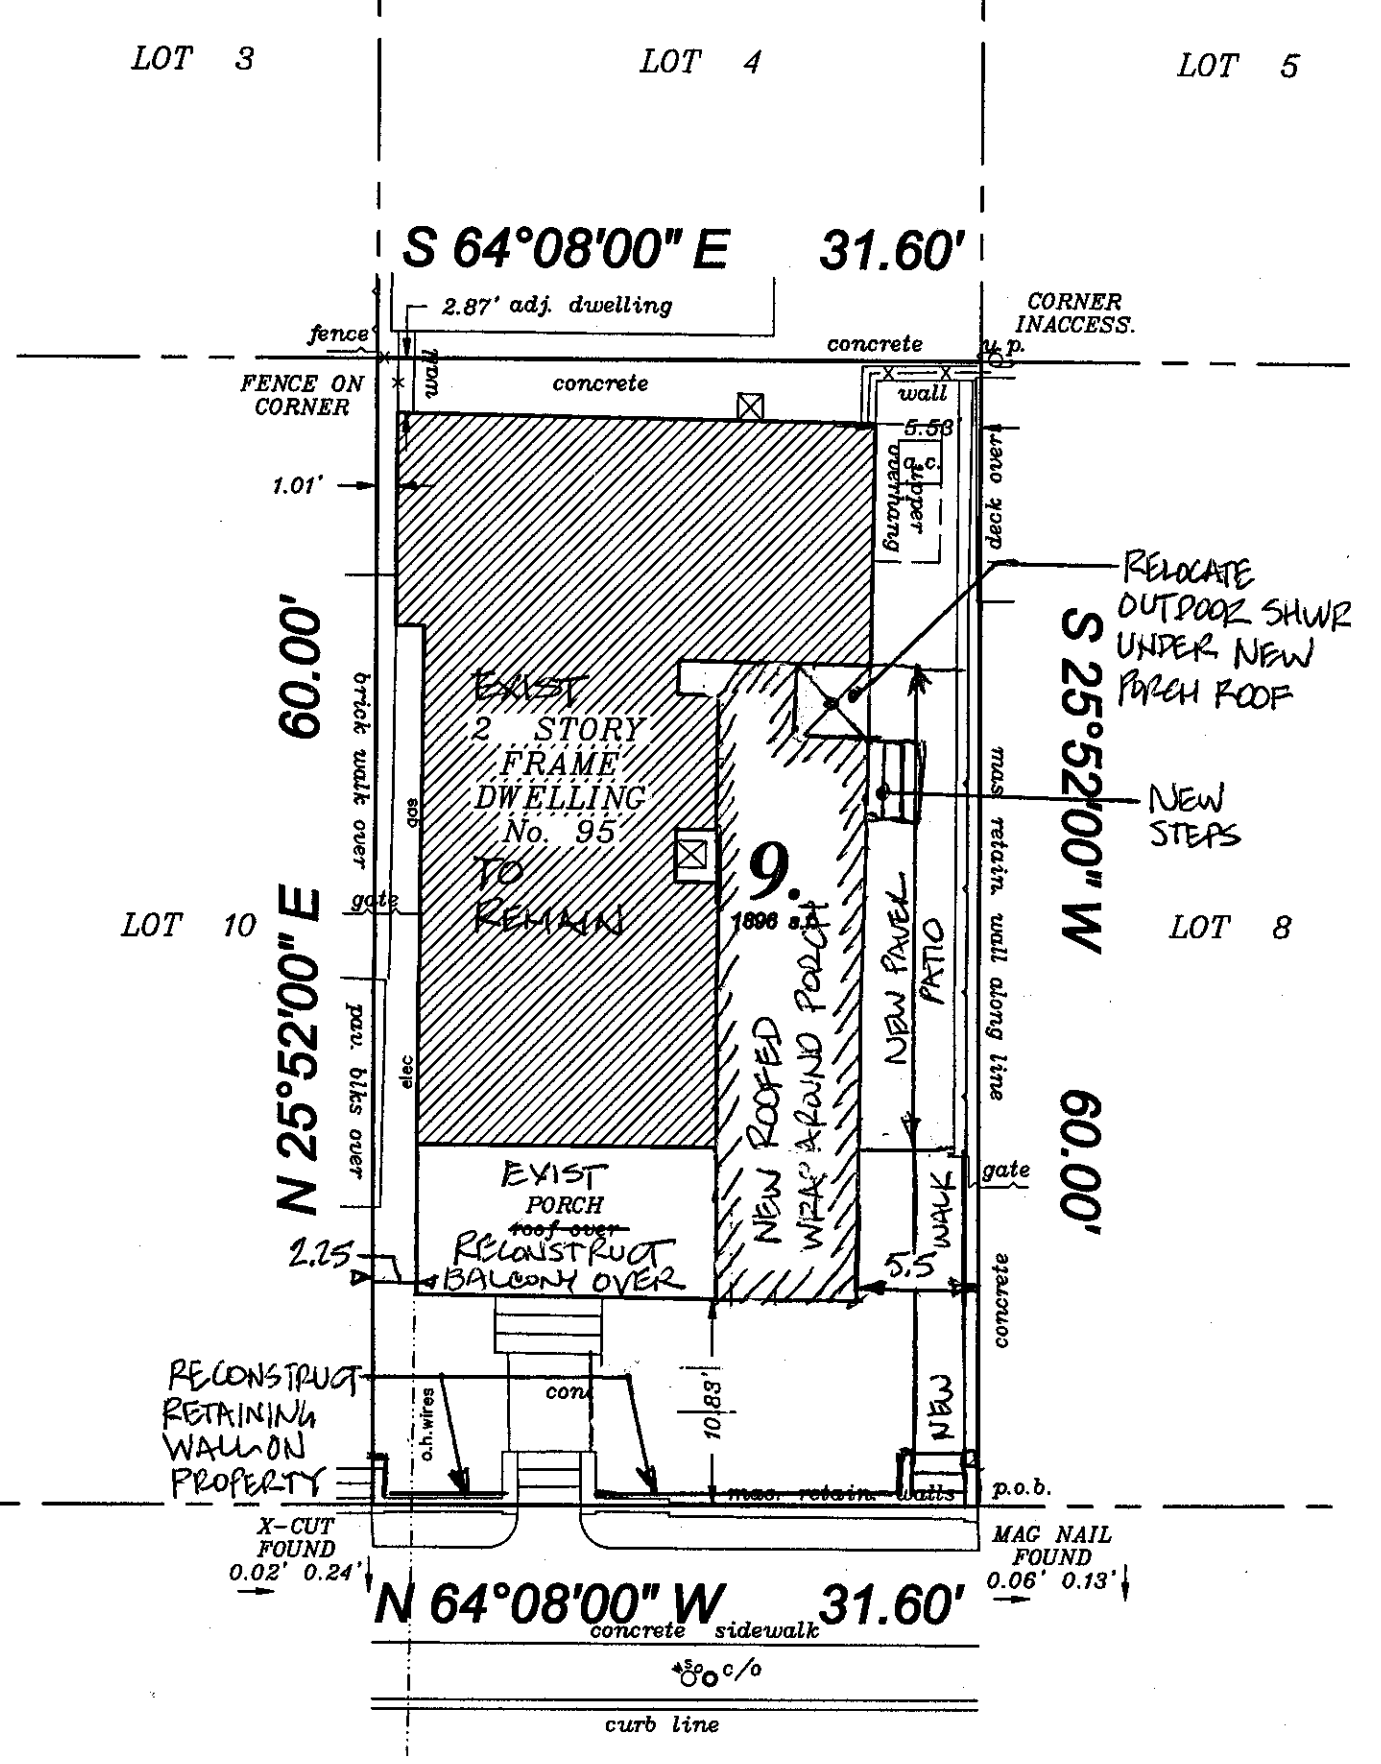 LOT 3
LOT 4
LOT 5
S 64°08'00" E 31.60'
2.87' adj. dwelling
CORNER
INACCESS.
fence
concrete
u.p.
FENCE ON
CORNER
wall
concrete
wall
5.58
a.c.
upper
overhang
deck over
1.01'
RELOCATE
OUTDOOR SHWR
UNDER NEW
PORCH ROOF
N 25°52'00" E 60.00'
brick walk over
gas
EXIST
2 STORY
FRAME
DWELLING
No. 95
TO
REMAIN
9.
1896 s.f.
NEW
STEPS
S 25°52'00" W 60.00'
mas. retain wall along line
LOT 10
gate
LOT 8
NEW PAVER
PATIO
NEW ROOFED
WRAPAROUND PORCH
pav. blks over
elec
gate
EXIST
PORCH
roof over
RECONSTRUCT
BALCONY OVER
2.25
5.5
NEW WALK
concrete
RECONSTRUCT
RETAINING
WALL ON
PROPERTY
o.h.wires
conc
10.83'
mas. retain. walls
p.o.b.
X-CUT
FOUND
0.02' 0.24'
MAG NAIL
FOUND
0.06' 0.13'
N 64°08'00" W 31.60'
concrete sidewalk
c/o
curb line